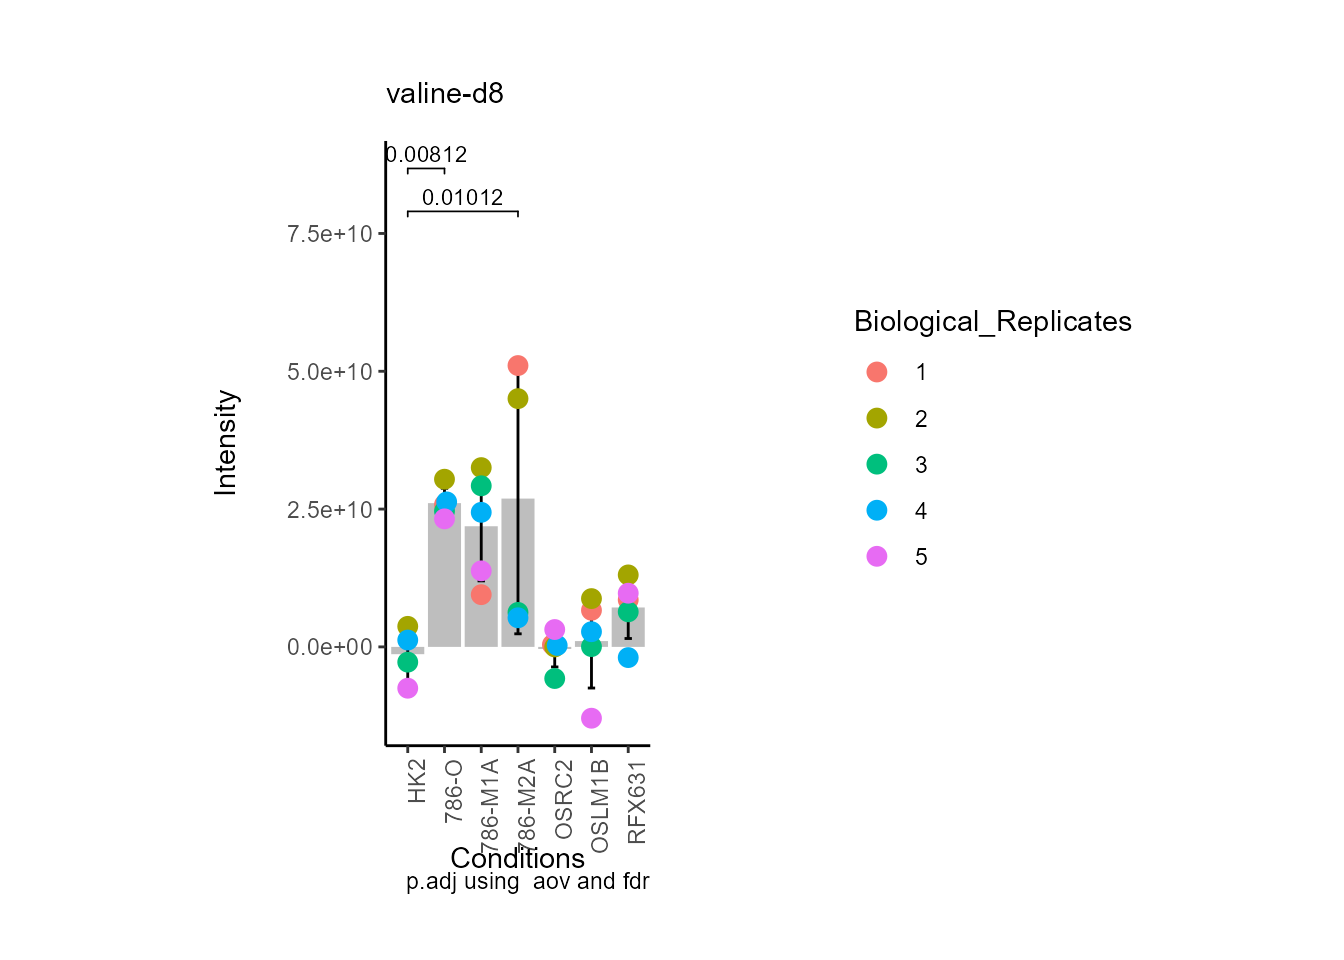 valine-d8
0.00812
0.01012
7.5e+10
5.0e+10
2.5e+10
0.0e+00
Intensity
HK2
786-O
786-M1A
786-M2A
OSRC2
OSLM1B
RFX631
Conditions
p.adj using  aov and fdr
Biological_Replicates
1
2
3
4
5